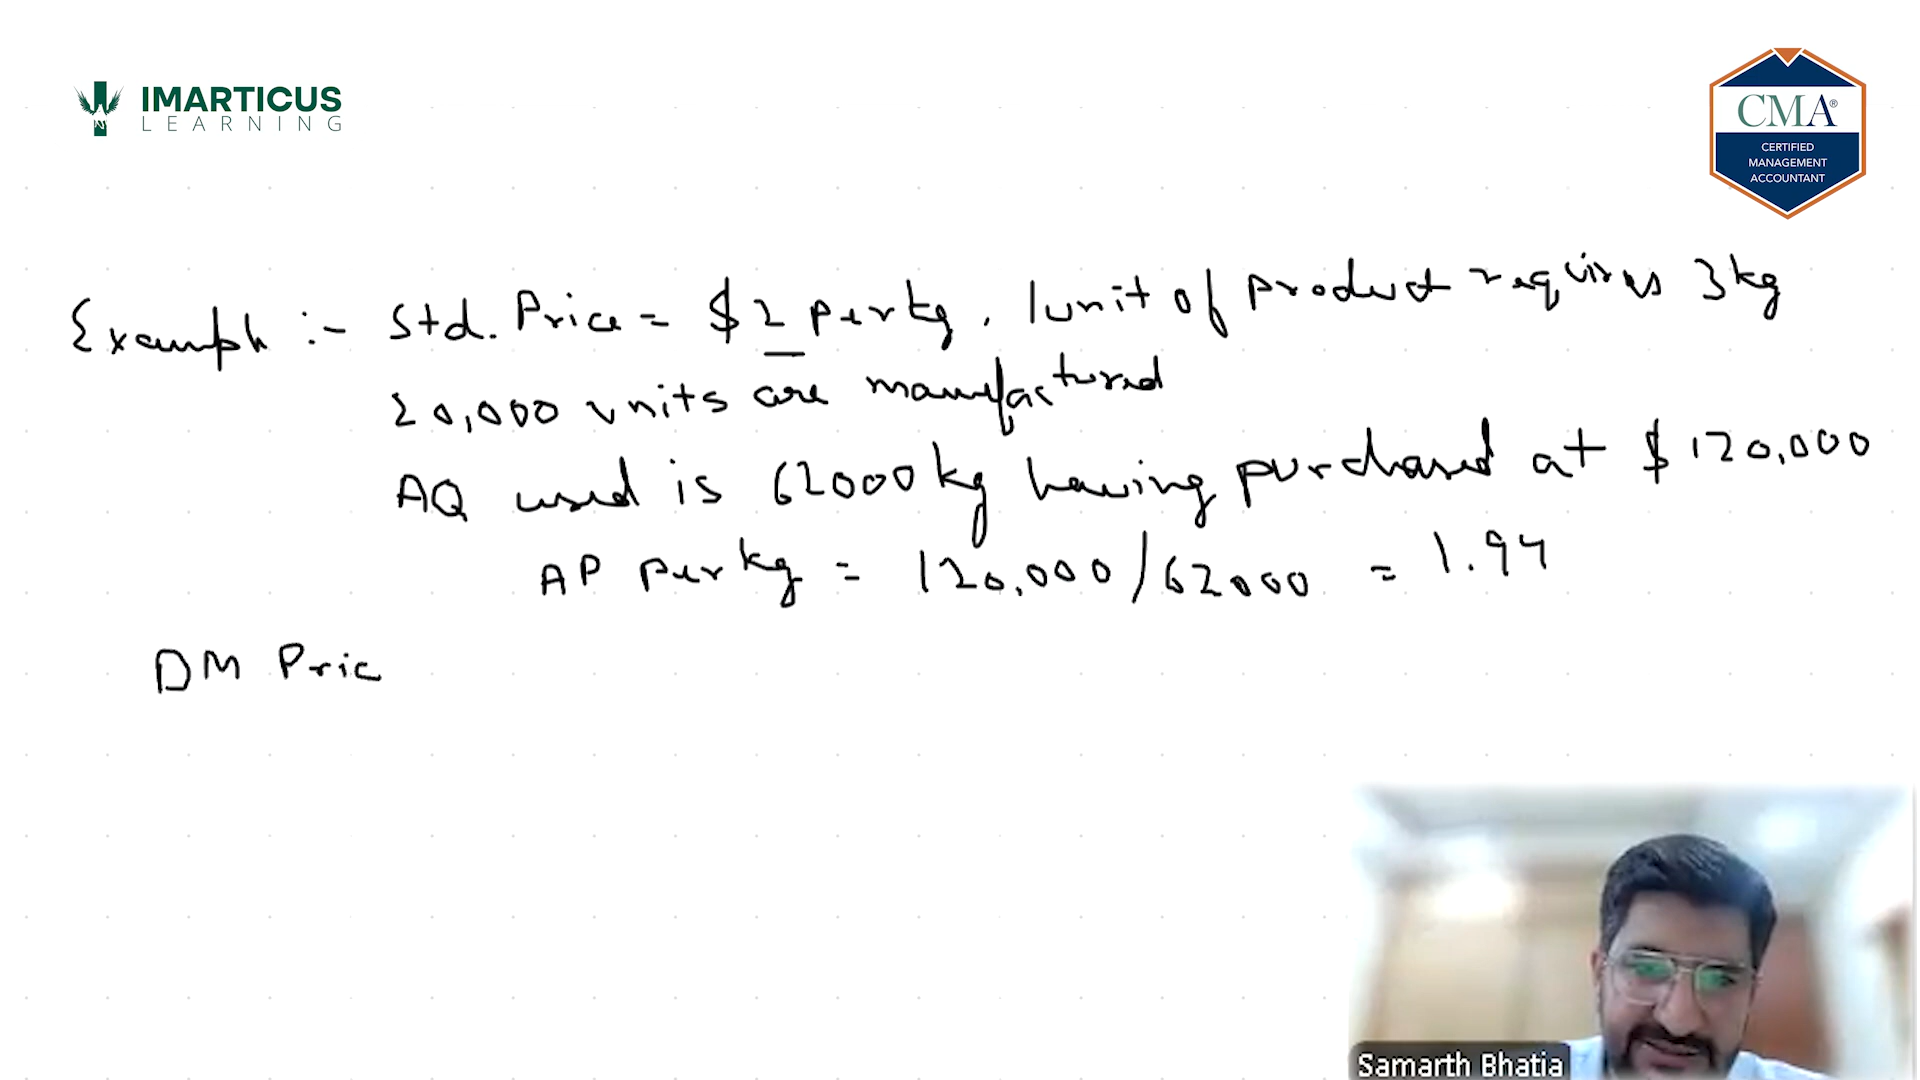 IMARTICUS
LEARNING
CMA®
CERTIFIED
MANAGEMENT
ACCOUNTANT
Example :- Std. Price = $2 per kg. 1 unit of product requires 3kg
20,000 units are manufactured
AQ used is 62000kg having purchased at $120,000
AP per kg = 120,000/62000 = 1.94
DM Pric
Samarth Bhatia